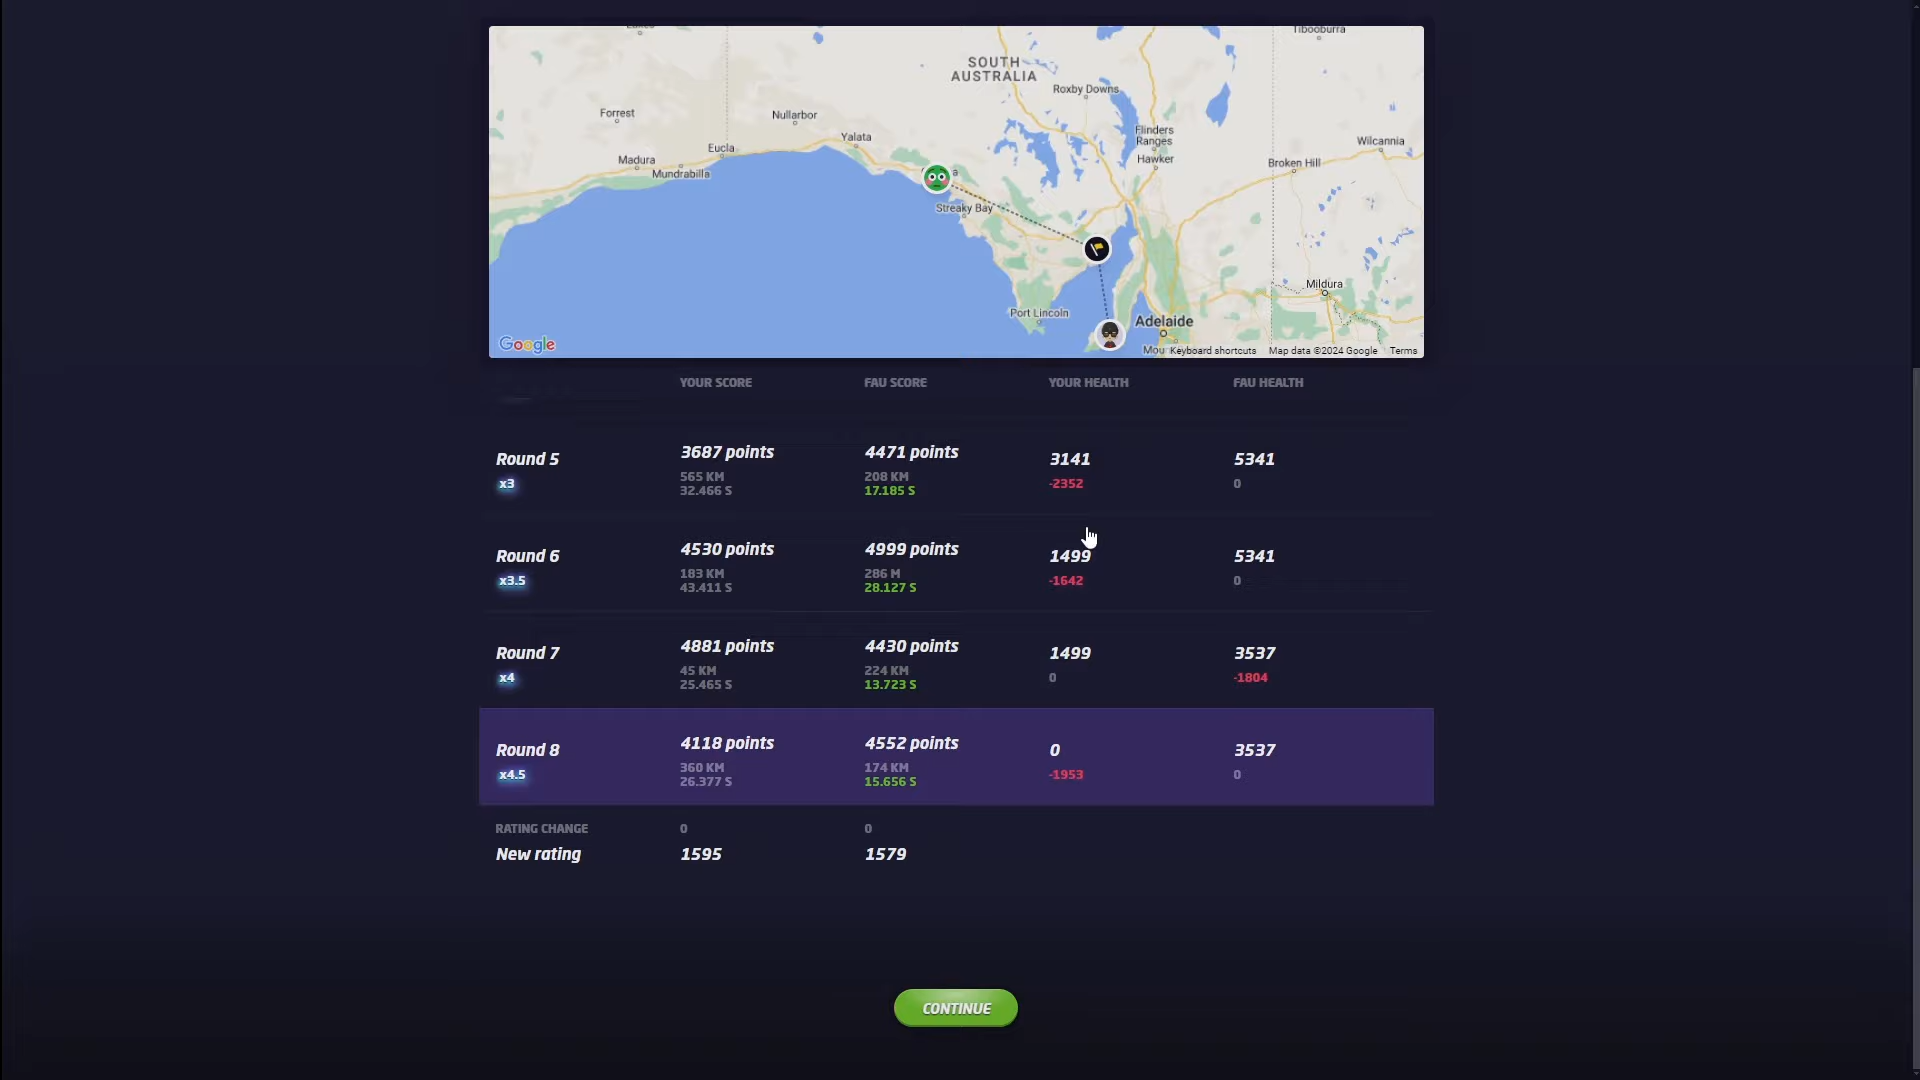 Tibooburra
SOUTH
AUSTRALIA
Roxby Downs
Forrest
Nullarbor
Flinders
Ranges
Wilcannia
Yalata
Eucla
Madura
Hawker
Broken Hill
Mundrabilla
a
Streaky Bay
Mildura
Port Lincoln
Adelaide
Google
Mou
Keyboard shortcuts Map data ©2024 Google Terms
YOUR SCORE FAU SCORE YOUR HEALTH FAU HEALTH
Round 5 3687 points 4471 points 3141 5341
x3 565 KM 208 KM -2352 0
32.466 S 17.185 S
Round 6 4530 points 4999 points 1499 5341
x3.5 183 KM 286 M -1642 0
43.411 S 28.127 S
Round 7 4881 points 4430 points 1499 3537
x4 45 KM 224 KM 0 -1804
25.465 S 13.723 S
Round 8 4118 points 4552 points 0 3537
x4.5 360 KM 174 KM -1953 0
26.377 S 15.656 S
RATING CHANGE 0 0
New rating 1595 1579
CONTINUE